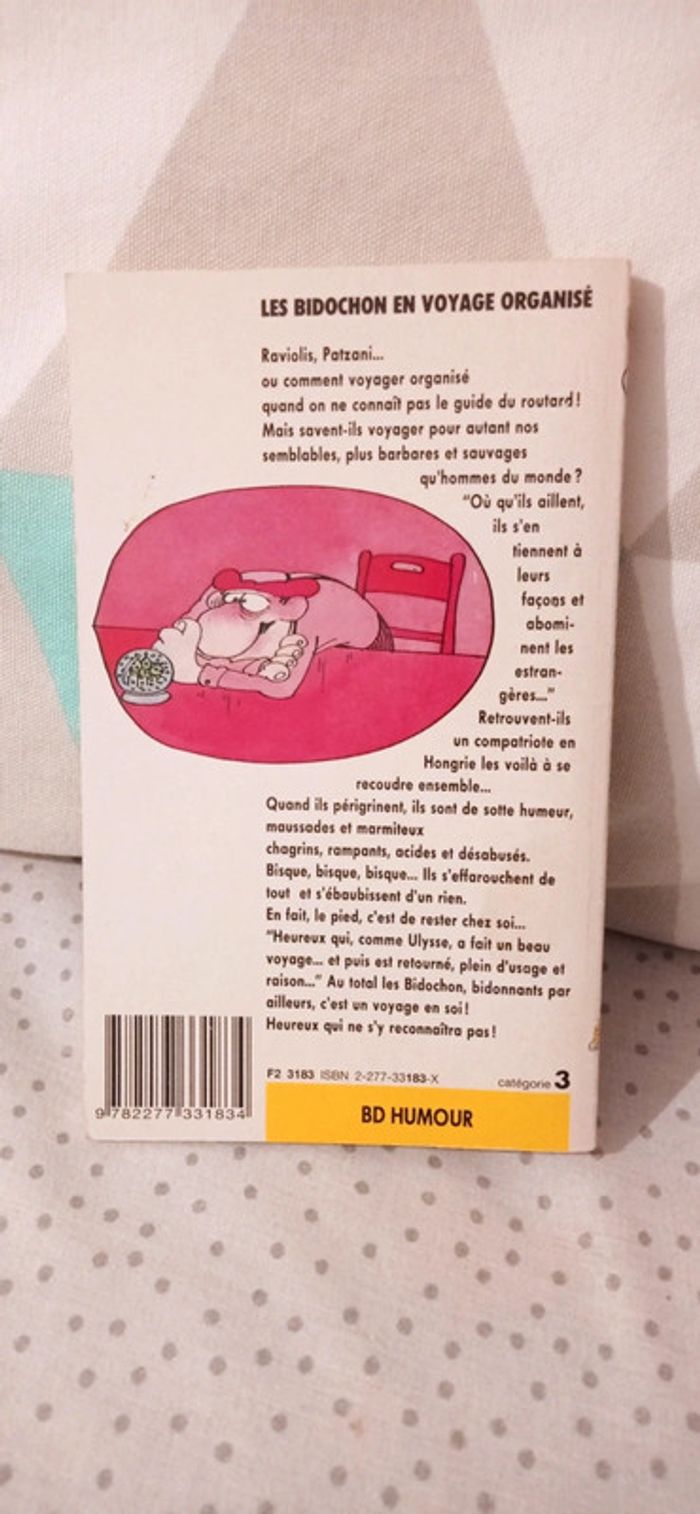 LES BIDOCHON EN VOYAGE ORGANISÉ
Raviolis, Patzani...
ou comment voyager organisé
quand on ne connaît pas le guide du routard !
Mais savent-ils voyager pour autant nos
semblables, plus barbares et sauvages
qu'hommes du monde ?
"Où qu'ils aillent,
ils s'en
tiennent à
leurs
façons et
abomi-
nent les
estran-
gères..."
Retrouvent-ils
un compatriote en
Hongrie les voilà à se
recoudre ensemble...
Quand ils périgrinent, ils sont de sotte humeur,
maussades et marmiteux
chagrins, rampants, acides et désabusés.
Bisque, bisque, bisque... Ils s'effarouchent de
tout et s'ébaubissent d'un rien.
En fait, le pied, c'est de rester chez soi...
"Heureux qui, comme Ulysse, a fait un beau
voyage... et puis est retourné, plein d'usage et
raison..." Au total les Bidochon, bidonnants par
ailleurs, c'est un voyage en soi !
Heureux qui ne s'y reconnaîtra pas !
F2 3183 ISBN 2-277-33183-X
catégorie 3
9 782277 331834
BD HUMOUR